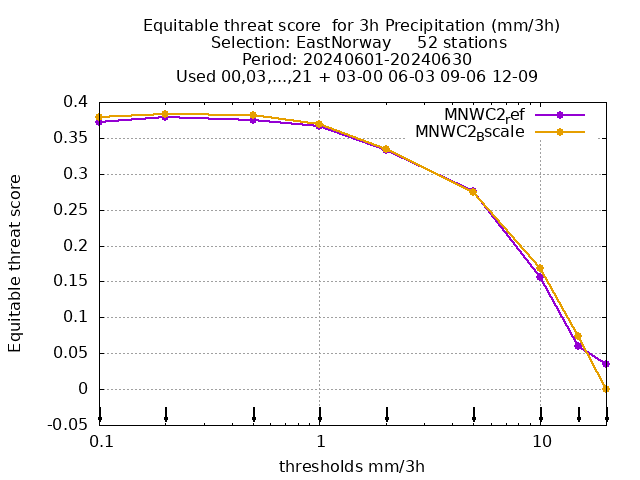 Equitable threat score  for 3h Precipitation (mm/3h)
Selection: EastNorway     52 stations
Period: 20240601-20240630
Used 00,03,...,21 + 03-00 06-03 09-06 12-09
MNWC2ref
MNWC2Bscale
Equitable threat score
0.4
0.35
0.3
0.25
0.2
0.15
0.1
0.05
0
-0.05
0.1 1 10
thresholds mm/3h